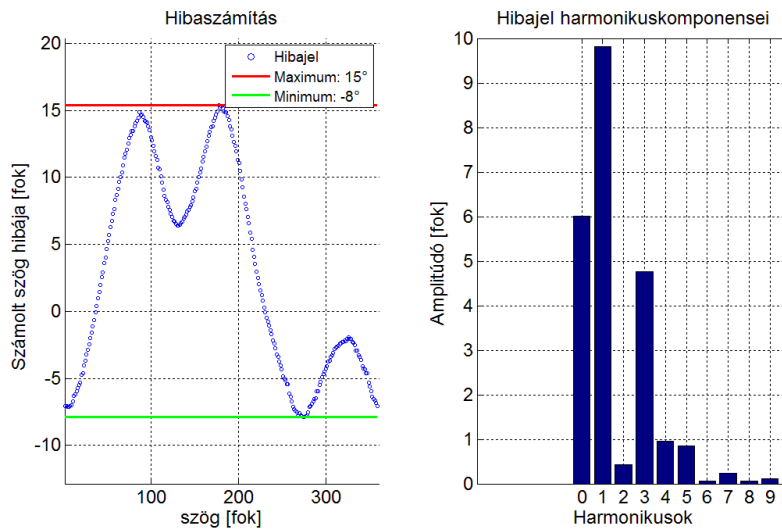 Hibaszámítás
20
15
10
5
0
-5
-10
100
200
300
Számolt szög hibája [fok]
szög [fok]
Hibajel
Maximum: 15°
Minimum: -8°
Hibajel harmonikuskomponensei
10
9
8
7
6
5
4
3
2
1
0
0 1 2 3 4 5 6 7 8 9
Amplitúdó [fok]
Harmonikusok